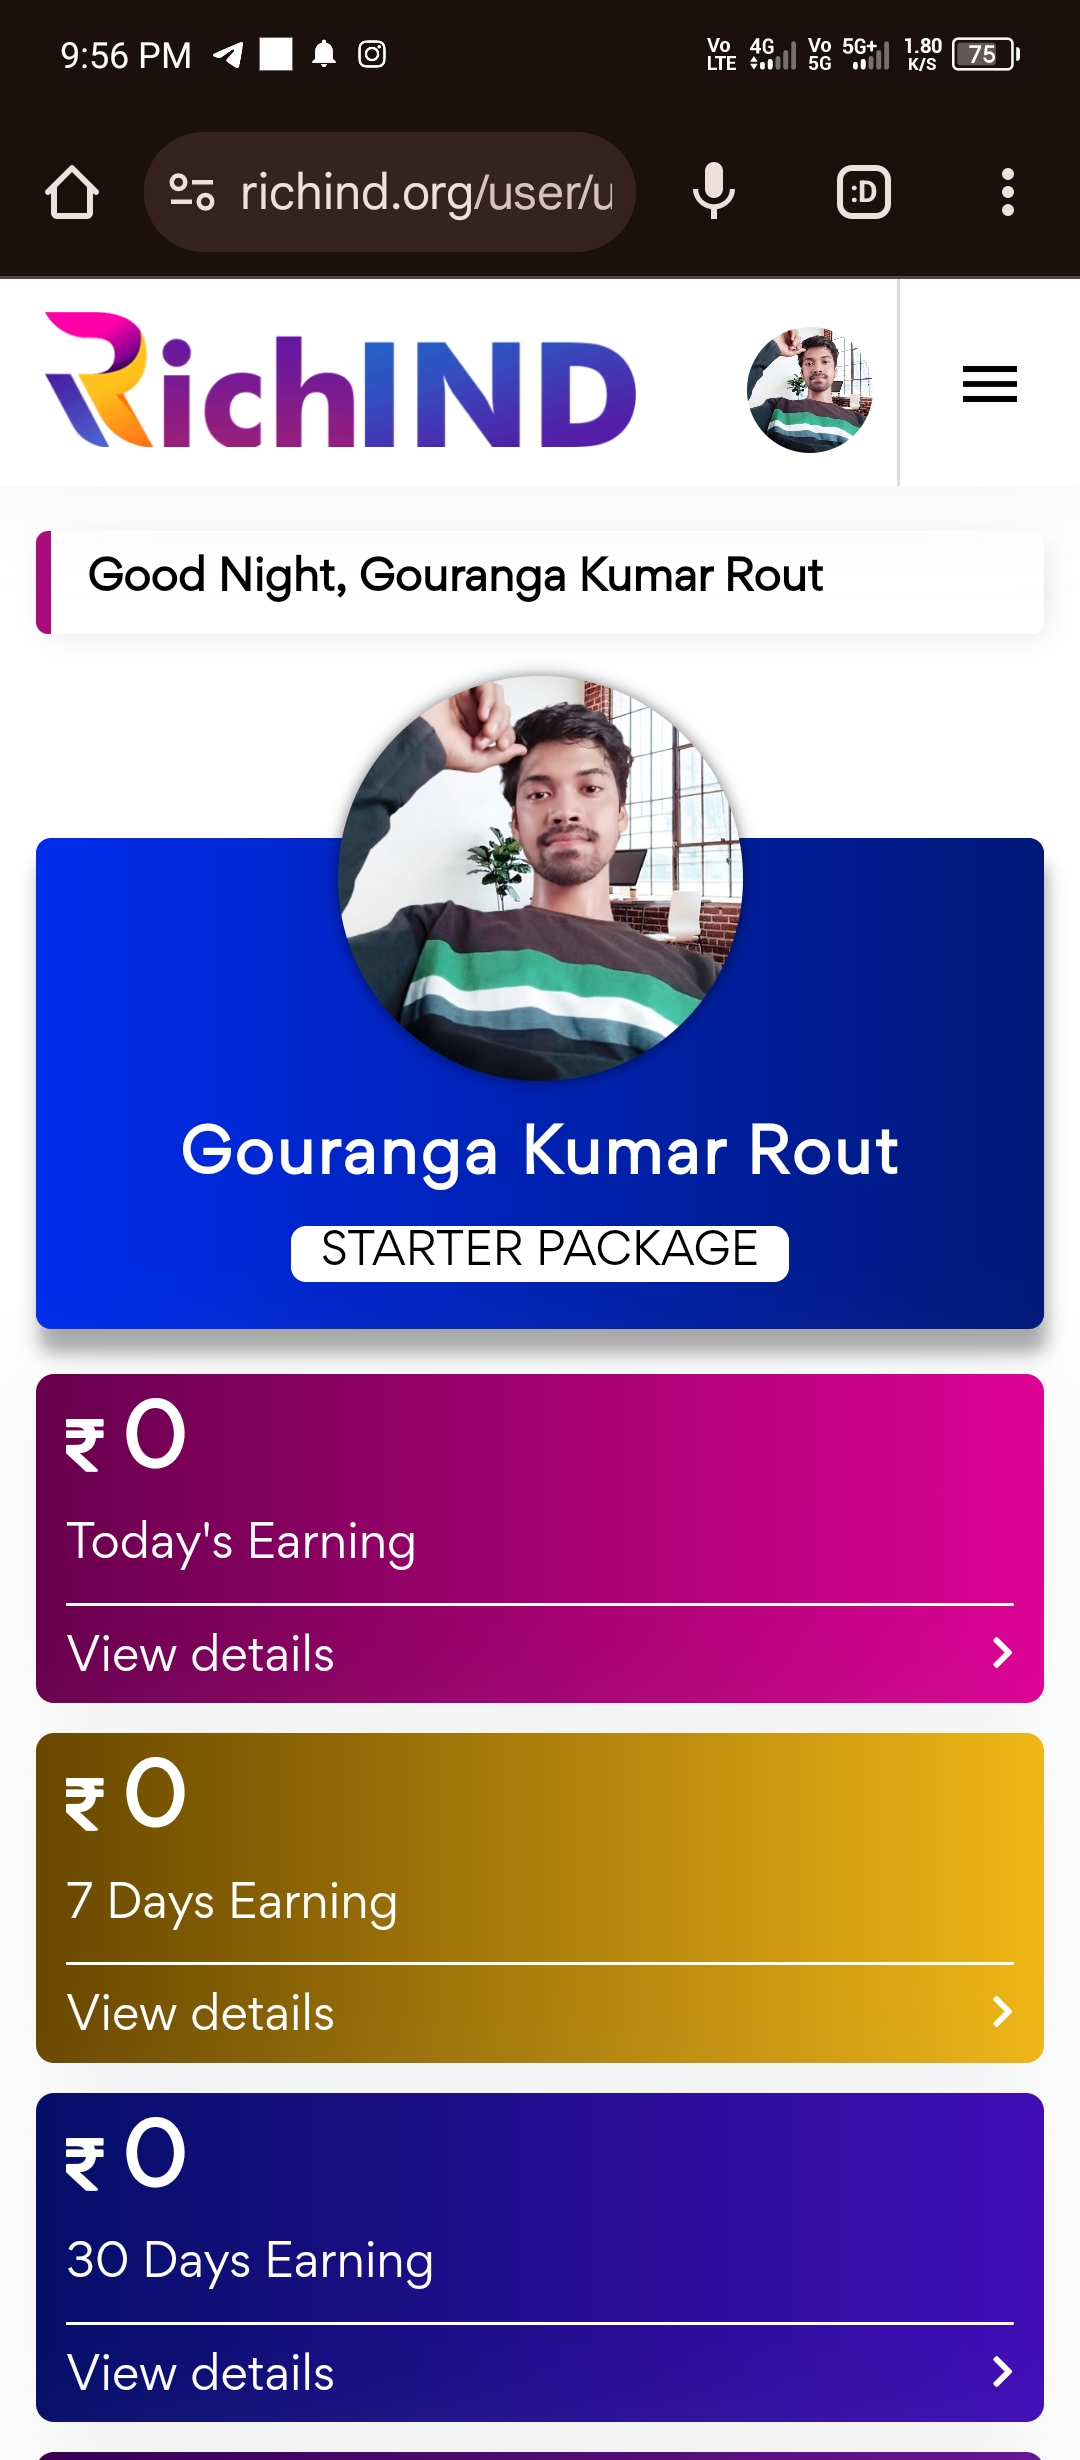 9:56 PM Vo LTE 4G Vo 5G 5G+ 1.80 K/S 75
richind.org/user/u :D
RichIND
Good Night, Gouranga Kumar Rout
Gouranga Kumar Rout
STARTER PACKAGE
₹ 0
Today's Earning
View details
₹ 0
7 Days Earning
View details
₹ 0
30 Days Earning
View details